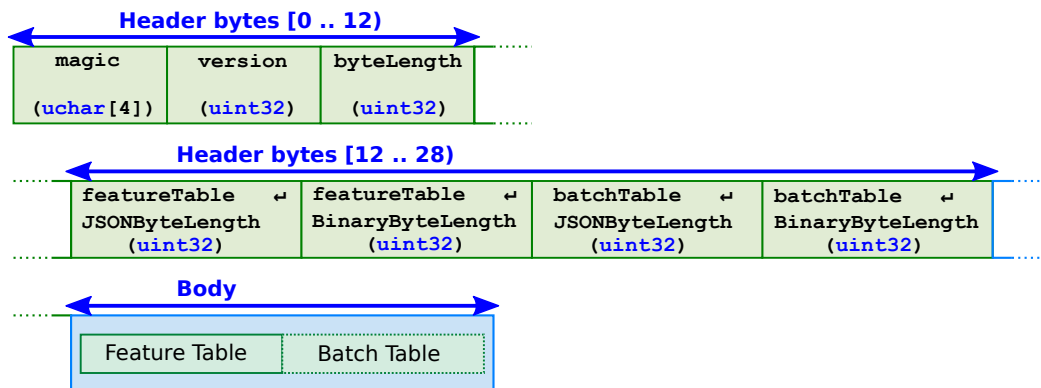 Header bytes [0 .. 12)
magic version byteLength
(uchar[4]) (uint32) (uint32)
Header bytes [12 .. 28)
featureTable ↵ featureTable ↵ batchTable ↵ batchTable ↵
JSONByteLength BinaryByteLength JSONByteLength BinaryByteLength
(uint32) (uint32) (uint32) (uint32)
Body
Feature Table Batch Table